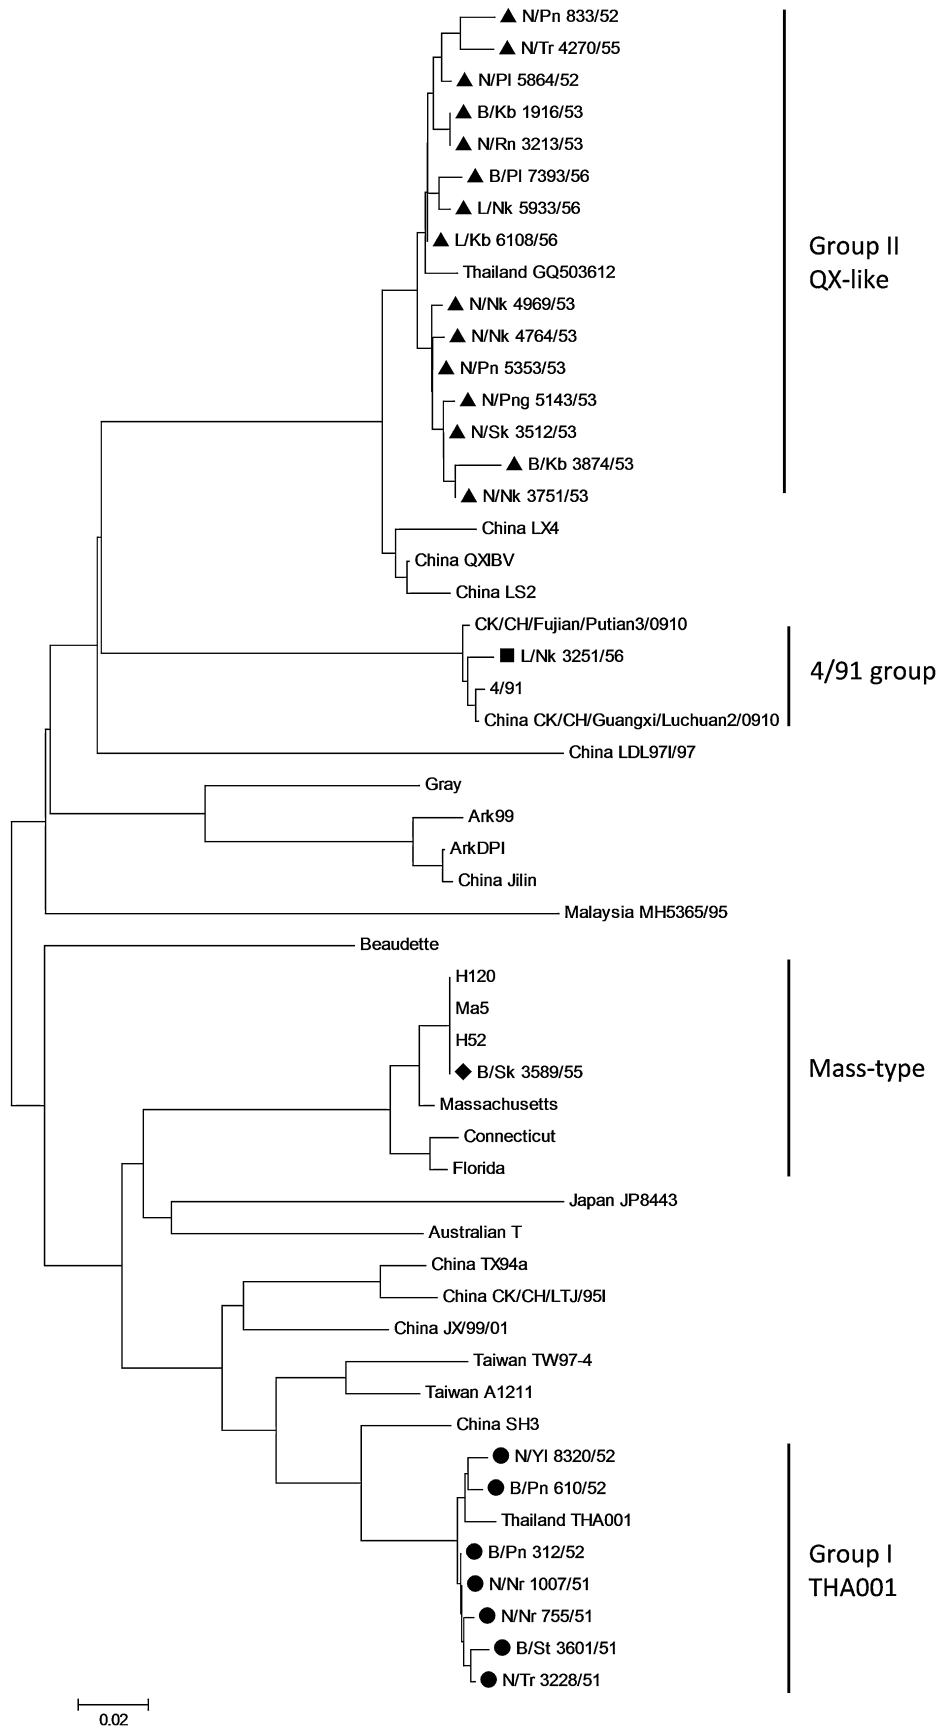 N/Pn 833/52
N/Tr 4270/55
N/Pl 5864/52
B/Kb 1916/53
N/Rn 3213/53
B/Pl 7393/56
L/Nk 5933/56
L/Kb 6108/56
Thailand GQ503612
N/Nk 4969/53
N/Nk 4764/53
N/Pn 5353/53
N/Png 5143/53
N/Sk 3512/53
B/Kb 3874/53
N/Nk 3751/53
Group II
QX-like
China LX4
China QXIBV
China LS2
CK/CH/Fujian/Putian3/0910
L/Nk 3251/56
4/91
China CK/CH/Guangxi/Luchuan2/0910
4/91 group
China LDL97I/97
Gray
Ark99
ArkDPI
China Jilin
Malaysia MH5365/95
Beaudette
H120
Ma5
H52
B/Sk 3589/55
Massachusetts
Connecticut
Florida
Mass-type
Japan JP8443
Australian T
China TX94a
China CK/CH/LTJ/95I
China JX/99/01
Taiwan TW97-4
Taiwan A1211
China SH3
N/Yl 8320/52
B/Pn 610/52
Thailand THA001
B/Pn 312/52
N/Nr 1007/51
N/Nr 755/51
B/St 3601/51
N/Tr 3228/51
Group I
THA001
0.02